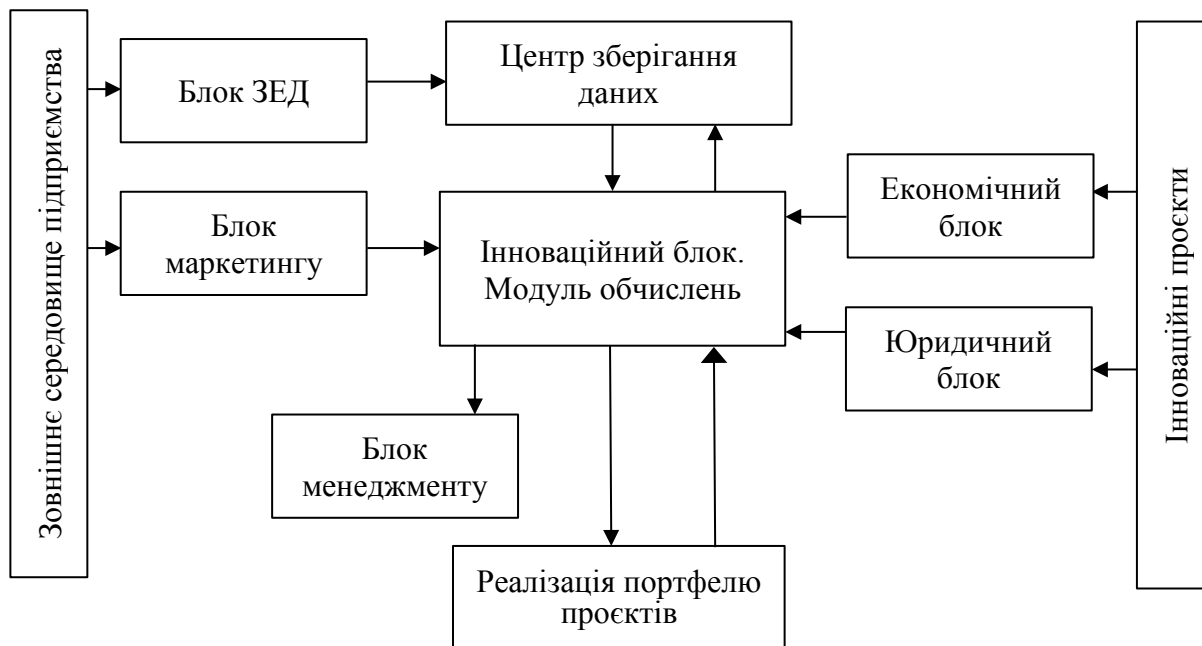 Зовнішнє середовище підприємства
Блок ЗЕД
Центр зберігання
даних
Блок
маркетингу
Інноваційний блок.
Модуль обчислень
Економічний
блок
Юридичний
блок
Інноваційні проєкти
Блок
менеджменту
Реалізація портфелю
проєктів